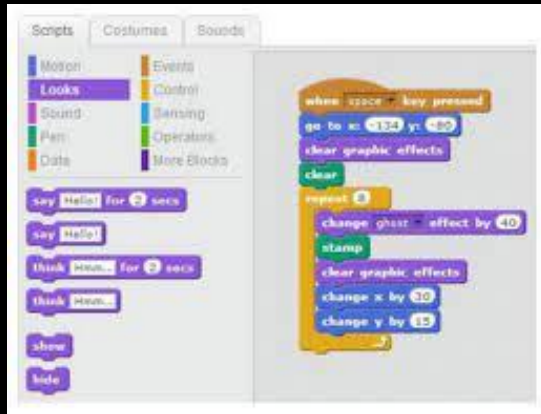 Scripts Costumes Sounds
Motion Events
Looks Control
Sound Sensing
Pen Operators
Data More Blocks
say Hello! for 2 secs
say Hello!
think Hmm... for 2 secs
think Hmm...
show
hide
when space key pressed
go to x: -134 y: -80
clear graphic effects
clear
repeat 8
change ghost effect by 40
stamp
clear graphic effects
change x by 30
change y by 15